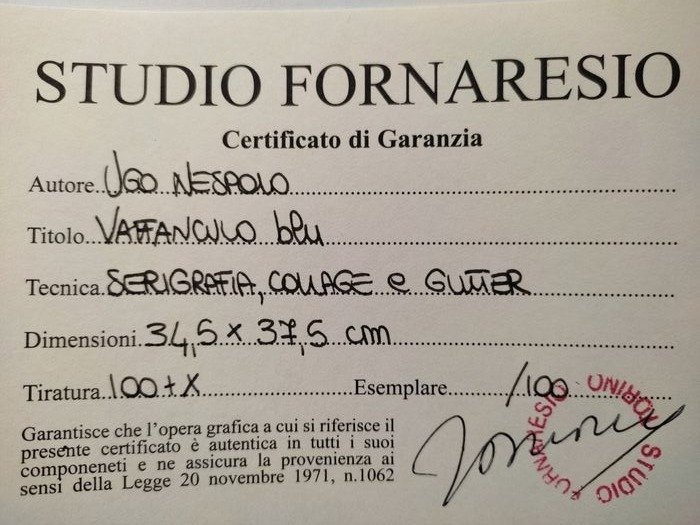 STUDIO FORNARESIO
Certificato di Garanzia
Autore UGO NESPOLO
Titolo VAFFANCULO blu
Tecnica SERIGRAFIA, COLLAGE e GLITTER
Dimensioni 34,5 x 37,5 cm
Tiratura 100+X Esemplare /100
Garantisce che l'opera grafica a cui si riferisce il
presente certificato è autentica in tutti i suoi
componeneti e ne assicura la provenienza ai
sensi della Legge 20 novembre 1971, n.1062
STUDIO FORNARESIO TORINO